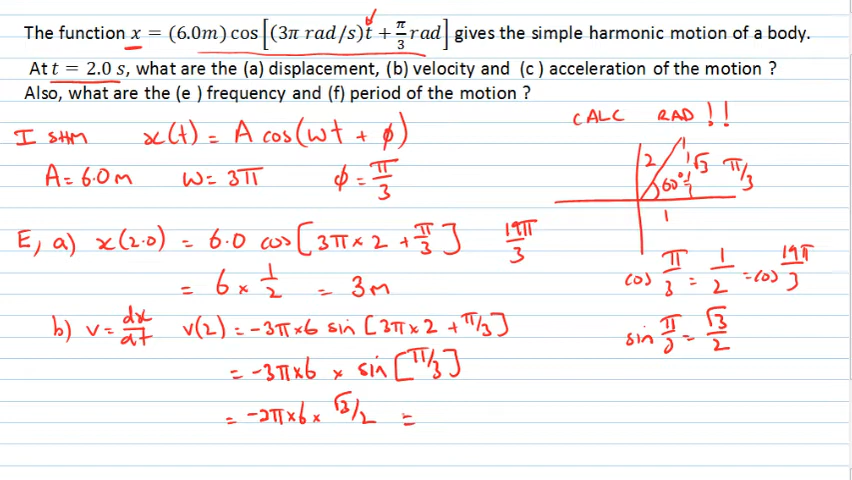 The function x = (6.0m) cos[(3π rad/s)t + π/3 rad] gives the simple harmonic motion of a body.
At t = 2.0 s, what are the (a) displacement, (b) velocity and (c ) acceleration of the motion ?
Also, what are the (e ) frequency and (f) period of the motion ?
CALC RAD !!
I SHM x(t) = A cos(ωt + φ)
A = 6.0m ω = 3π φ = π/3
2 √3 π/3
60°
1
E, a) x(2.0) = 6.0 cos[3π×2 + π/3] 19π/3
= 6 × 1/2 = 3m
cos π/3 = 1/2 = cos 19π/3
b) v = dx/dt v(2) = -3π×6 sin[3π×2 + π/3]
sin π/3 = √3/2
= -3π×6 × sin[π/3]
= -3π×6 × √3/2 =